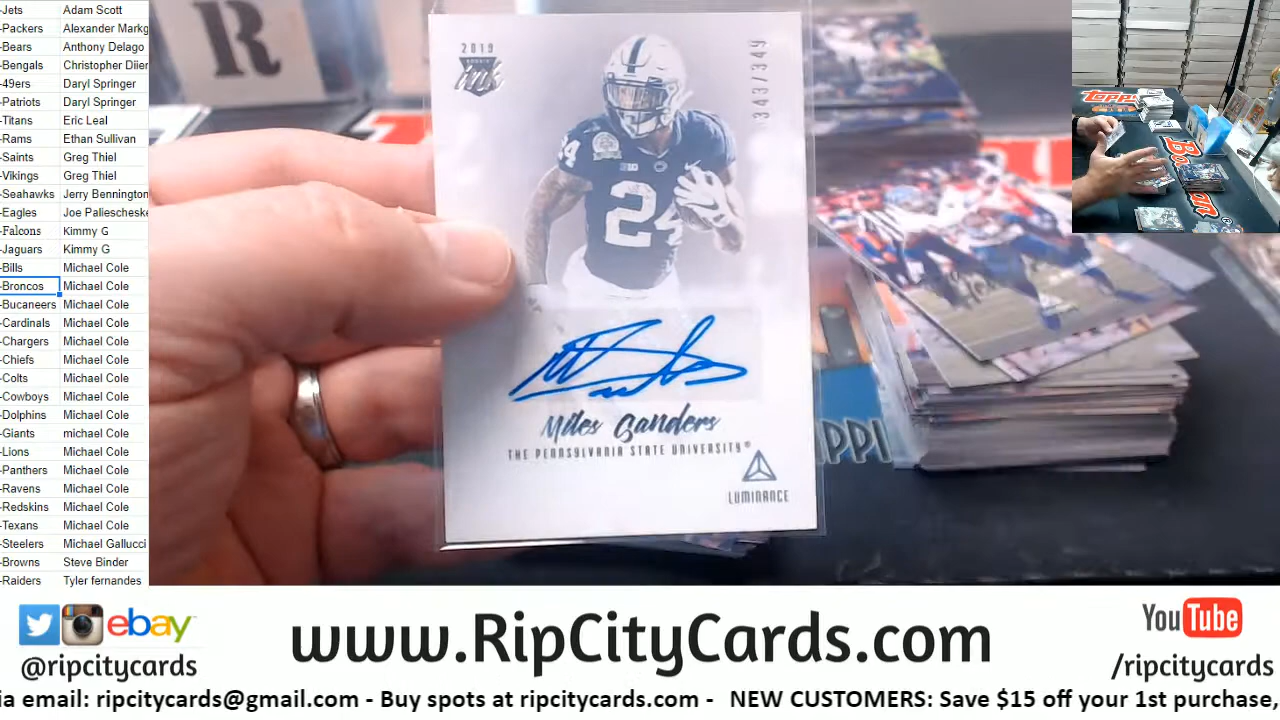 -Jets Adam Scott
-Packers Alexander Markg
-Bears Anthony Delago
-Bengals Christopher Diier
-49ers Daryl Springer
-Patriots Daryl Springer
-Titans Eric Leal
-Rams Ethan Sullivan
-Saints Greg Thiel
-Vikings Greg Thiel
-Seahawks Jerry Bennington
-Eagles Joe Paliescheske
-Falcons Kimmy G
-Jaguars Kimmy G
-Bills Michael Cole
-Broncos Michael Cole
-Bucaneers Michael Cole
-Cardinals Michael Cole
-Chargers Michael Cole
-Chiefs Michael Cole
-Colts Michael Cole
-Cowboys Michael Cole
-Dolphins Michael Cole
-Giants michael Cole
-Lions Michael Cole
-Panthers Michael Cole
-Ravens Michael Cole
-Redskins Michael Cole
-Texans Michael Cole
-Steelers Michael Gallucci
-Browns Steve Binder
-Raiders Tyler fernandes
R
2019
ink
343/349
24
24
B1G
Miles Sanders
THE PENNSYLVANIA STATE UNIVERSITY®
LUMINANCE
PPI
Topps
ebay
@ripcitycards
www.RipCityCards.com
YouTube
/ripcitycards
ia email: ripcitycards@gmail.com - Buy spots at ripcitycards.com - NEW CUSTOMERS: Save $15 off your 1st purchase,